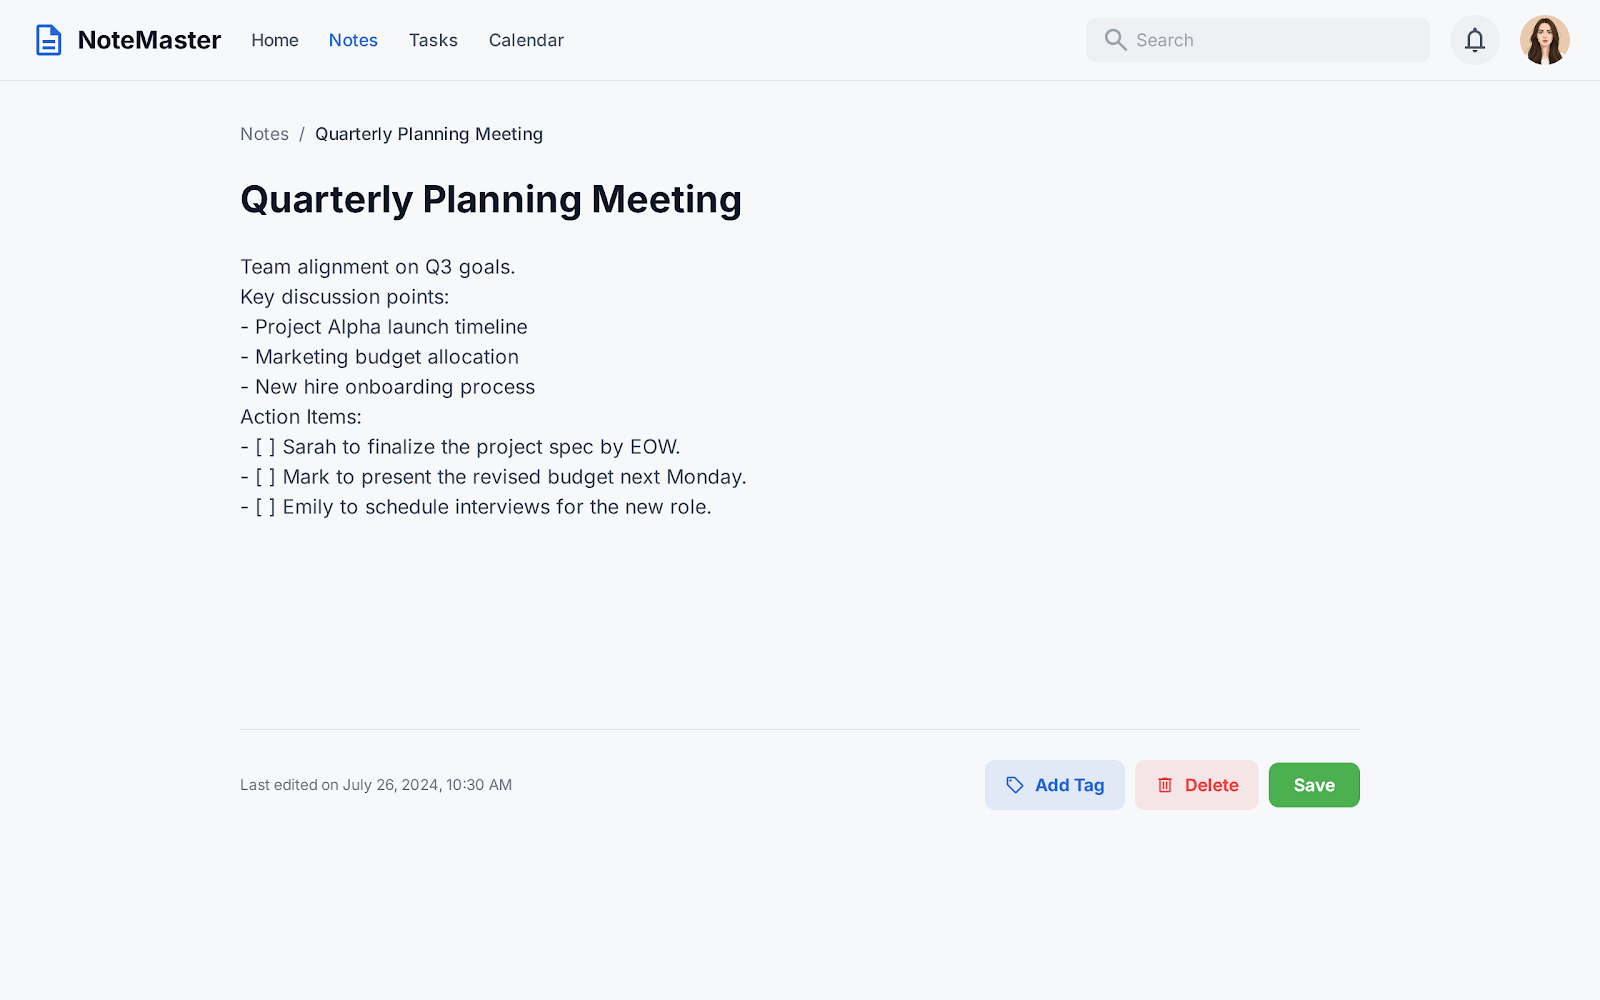 NoteMaster
Home
Notes
Tasks
Calendar
Search
Notes / Quarterly Planning Meeting
Quarterly Planning Meeting
Team alignment on Q3 goals.
Key discussion points:
- Project Alpha launch timeline
- Marketing budget allocation
- New hire onboarding process
Action Items:
- [ ] Sarah to finalize the project spec by EOW.
- [ ] Mark to present the revised budget next Monday.
- [ ] Emily to schedule interviews for the new role.
Last edited on July 26, 2024, 10:30 AM
Add Tag
Delete
Save